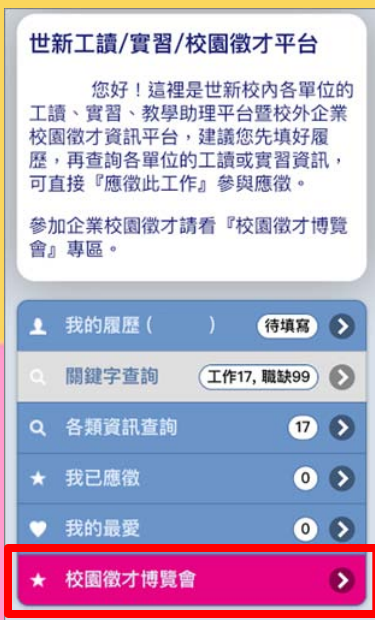 世新工讀/實習/校園徵才平台
您好！這裡是世新校內各單位的
工讀、實習、教學助理平台暨校外企業
校園徵才資訊平台，建議您先填好履
歷，再查詢各單位的工讀或實習資訊，
可直接『應徵此工作』參與應徵。
參加企業校園徵才請看『校園徵才博覽
會』專區。
我的履歷 ( ) 待填寫
關鍵字查詢 工作17, 職缺99
各類資訊查詢 17
我已應徵 0
我的最愛 0
校園徵才博覽會